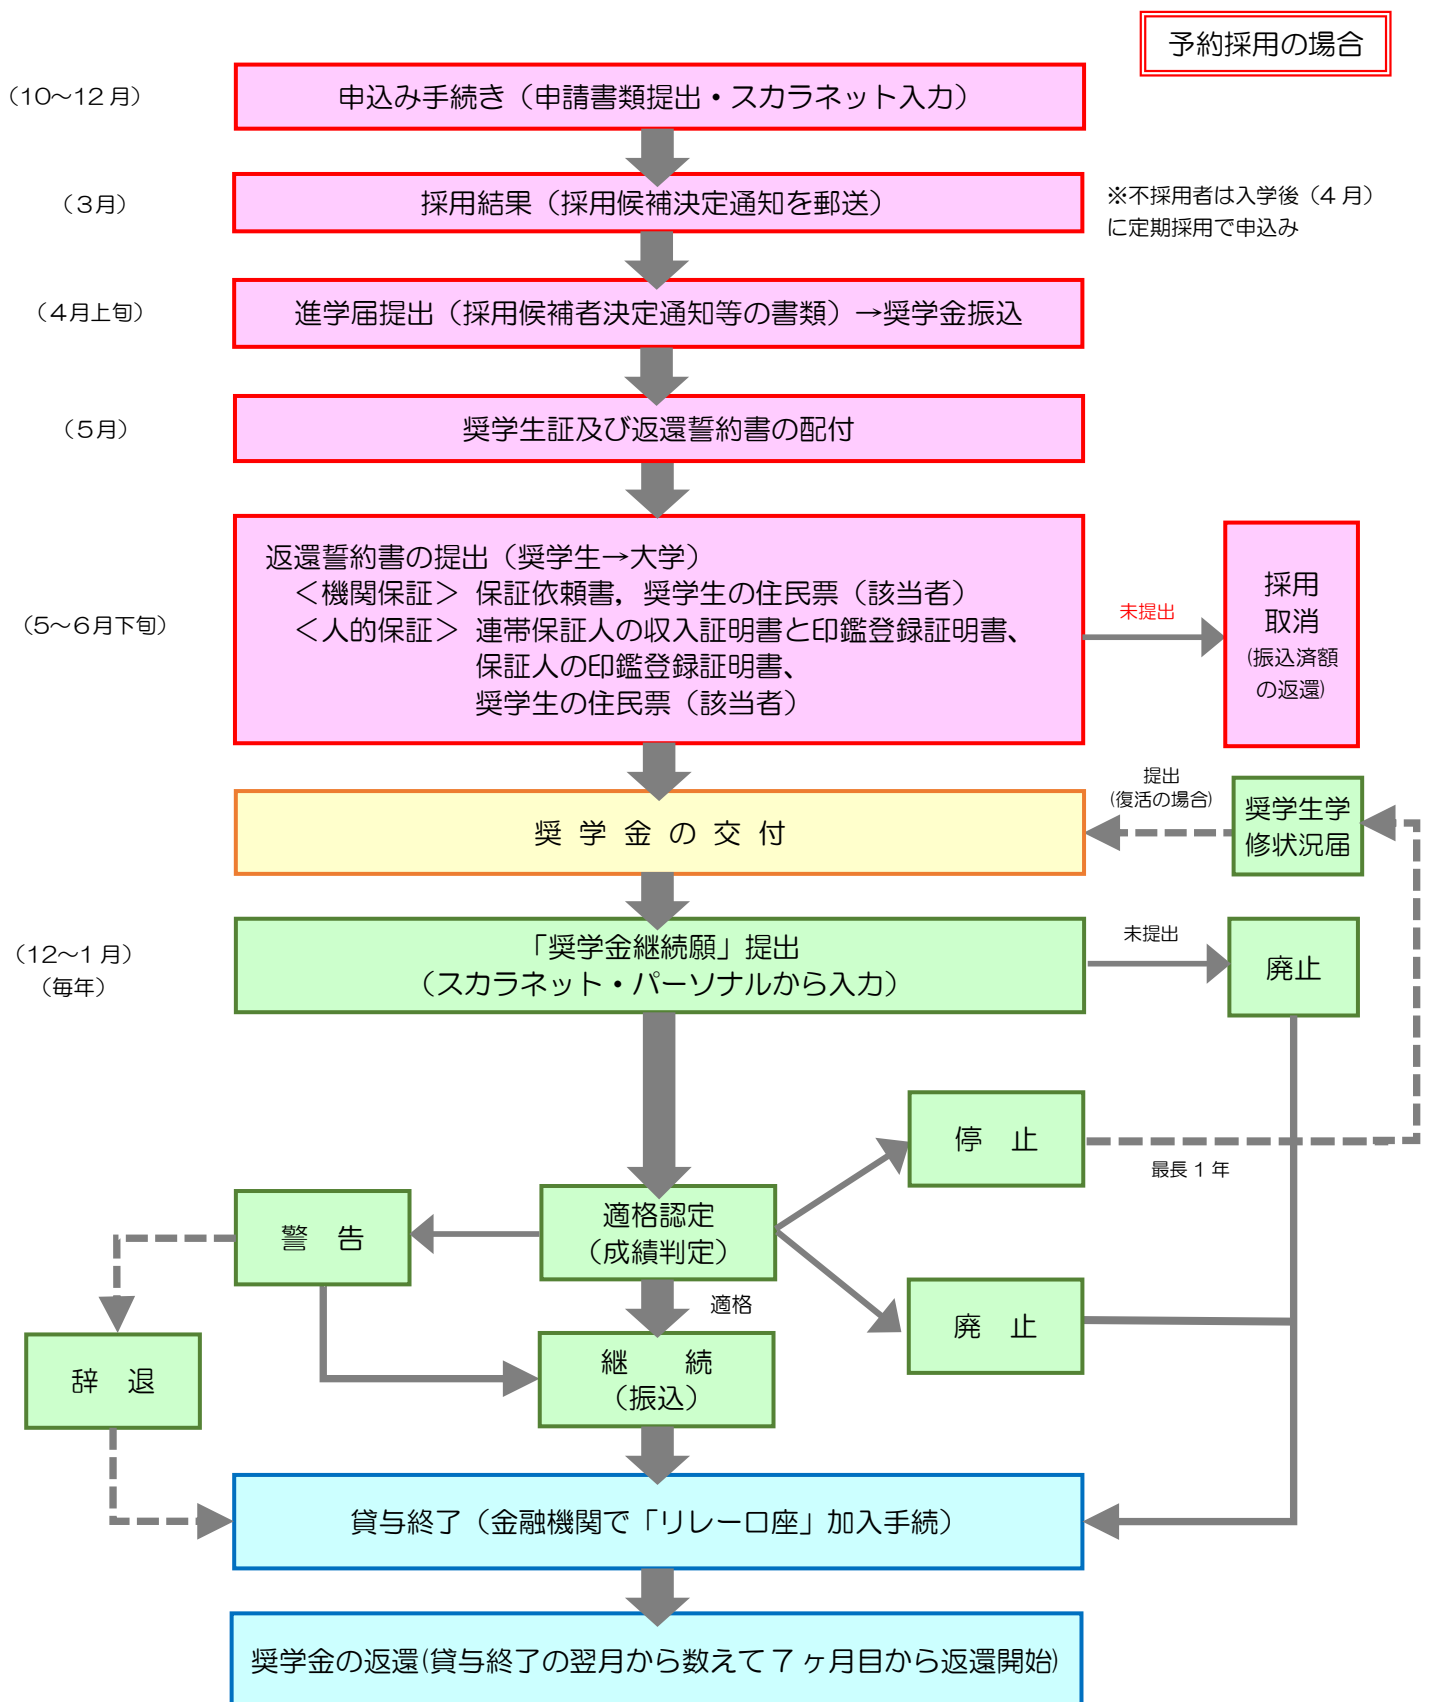 予約採用の場合
（10～12月）
申込み手続き（申請書類提出・スカラネット入力）
（3月）
採用結果（採用候補決定通知を郵送）
※不採用者は入学後（4月）
に定期採用で申込み
（4月上旬）
進学届提出（採用候補者決定通知等の書類）→奨学金振込
（5月）
奨学生証及び返還誓約書の配付
（5～6月下旬）
返還誓約書の提出（奨学生→大学）
＜機関保証＞ 保証依頼書，奨学生の住民票（該当者）
＜人的保証＞ 連帯保証人の収入証明書と印鑑登録証明書、
保証人の印鑑登録証明書、
奨学生の住民票（該当者）
未提出
採用
取消
(振込済額
の返還)
提出
(復活の場合)
奨学生学
修状況届
奨 学 金 の 交 付
（12～1月）
（毎年）
「奨学金継続願」提出
（スカラネット・パーソナルから入力）
未提出
廃止
停 止
最長 1 年
適格認定
（成績判定）
警 告
適格
廃 止
継 続
（振込）
辞 退
貸与終了（金融機関で「リレー口座」加入手続）
奨学金の返還(貸与終了の翌月から数えて7ヶ月目から返還開始)